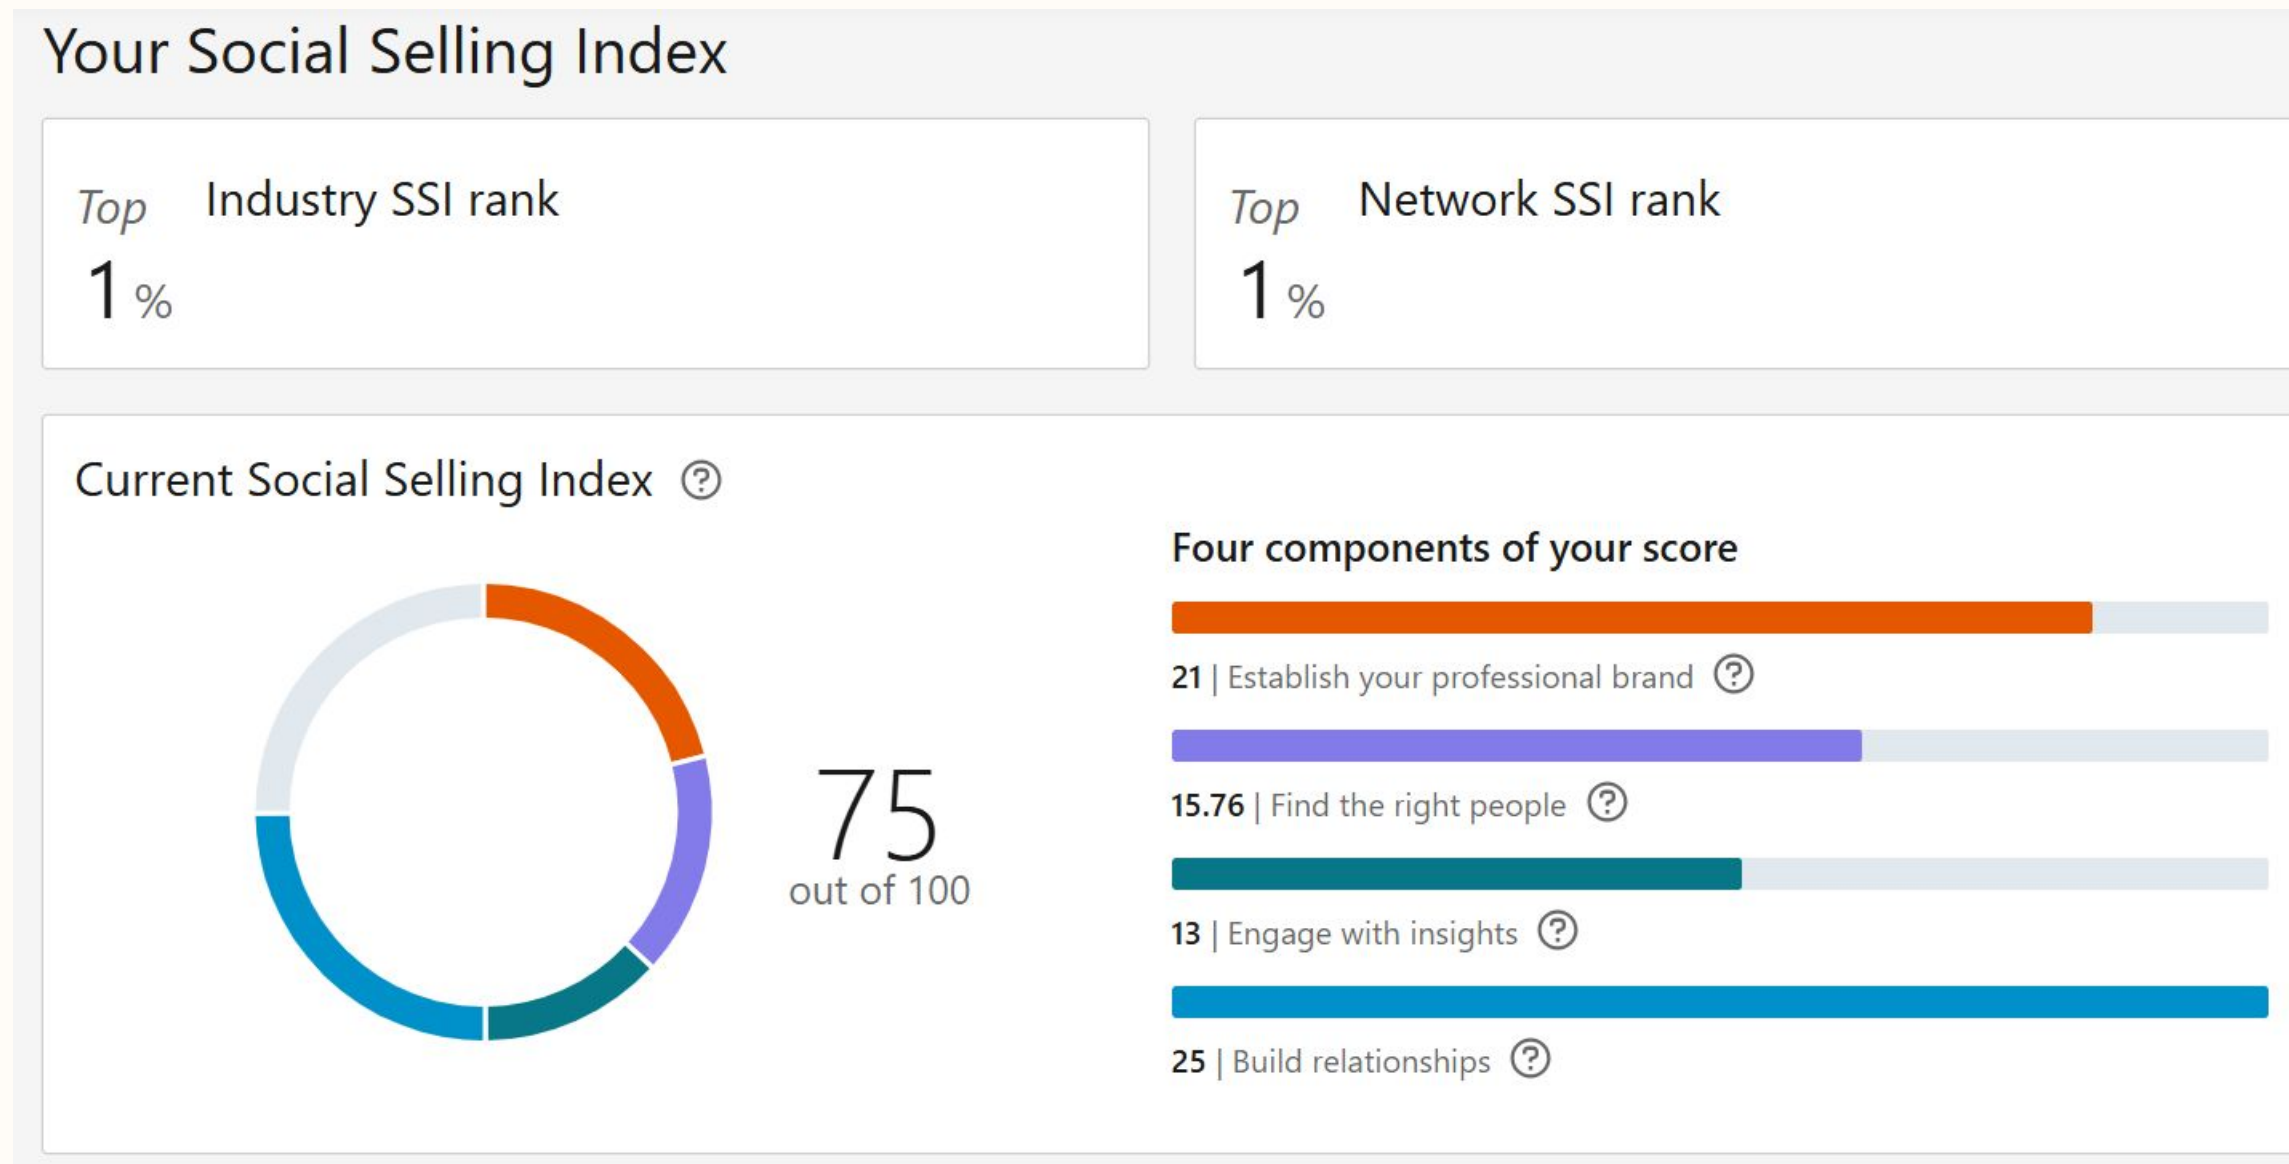 Your Social Selling Index
Top Industry SSI rank
1 %
Top Network SSI rank
1 %
Current Social Selling Index ?
75
out of 100
Four components of your score
21 | Establish your professional brand ?
15.76 | Find the right people ?
13 | Engage with insights ?
25 | Build relationships ?